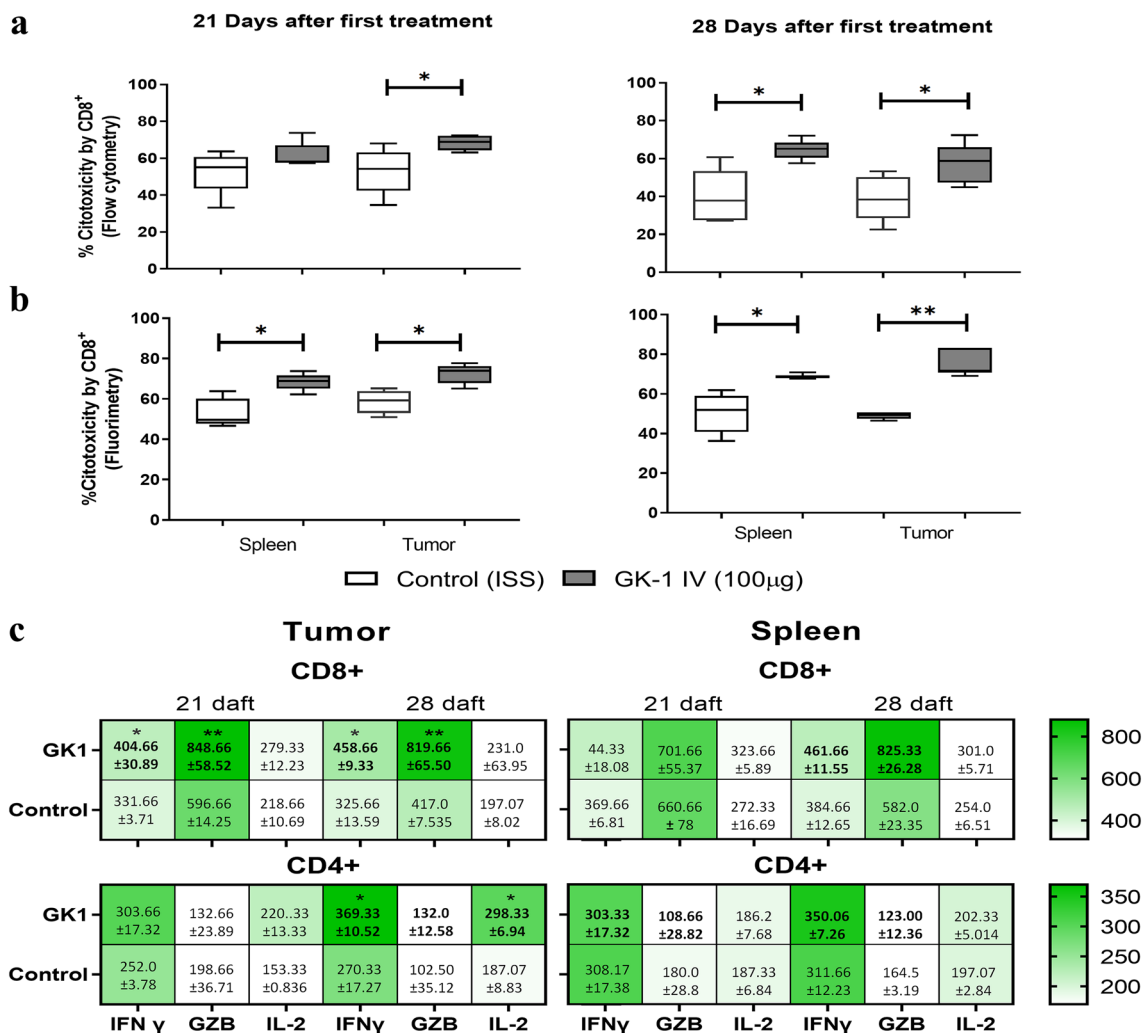 a
21 Days after first treatment
28 Days after first treatment
% Citotoxicity by CD8+
(Flow cytometry)
100
80
60
40
20
0
*
100
80
60
40
20
0
*
*
b
%Citotoxicity by CD8+
(Fluorimetry)
100
80
60
40
20
0
*
*
Spleen
Tumor
100
80
60
40
20
0
*
**
Spleen
Tumor
Control (ISS)
GK-1 IV (100µg)
c
Tumor
Spleen
CD8+
CD8+
21 daft
28 daft
21 daft
28 daft
GK1
* ** * **
404.66 848.66 279.33 458.66 819.66 231.0
±30.89 ±58.52 ±12.23 ±9.33 ±65.50 ±63.95
44.33 701.66 323.66 461.66 825.33 301.0
±18.08 ±55.37 ±5.89 ±11.55 ±26.28 ±5.71
Control
331.66 596.66 218.66 325.66 417.0 197.07
±3.71 ±14.25 ±10.69 ±13.59 ±7.535 ±8.02
369.66 660.66 272.33 384.66 582.0 254.0
±6.81 ± 78 ±16.69 ±12.65 ±23.35 ±6.51
800
600
400
CD4+
CD4+
GK1
* *
303.66 132.66 220.33 369.33 132.0 298.33
±17.32 ±23.89 ±13.33 ±10.52 ±12.58 ±6.94
303.33 108.66 186.2 350.06 123.00 202.33
±17.32 ±28.82 ±7.68 ±7.26 ±12.36 ±5.014
Control
252.0 198.66 153.33 270.33 102.50 187.07
±3.78 ±36.71 ±0.836 ±17.27 ±35.12 ±8.83
308.17 180.0 187.33 311.66 164.5 197.07
±17.38 ±28.8 ±6.84 ±12.23 ±3.19 ±2.84
IFN γ GZB IL-2 IFNγ GZB IL-2
IFNγ GZB IL-2 IFNγ GZB IL-2
350
300
250
200